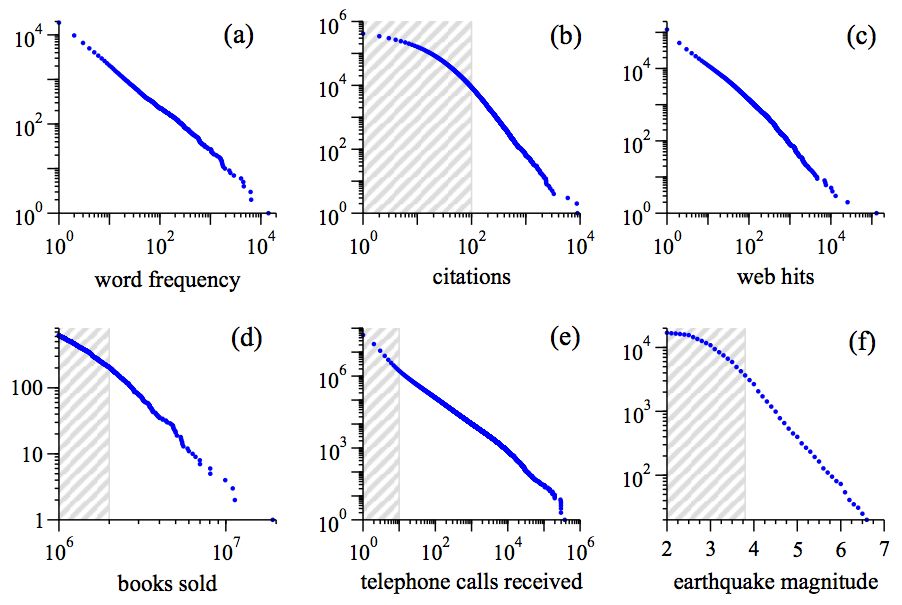 (a) (b) (c)
10^4 10^6 10^4
10^4
10^2 10^2
10^2
10^0 10^0 10^0
10^0 10^2 10^4 10^0 10^2 10^4 10^0 10^2 10^4
word frequency citations web hits
(d) (e) (f)
100 10^6 10^4
10 10^3 10^3
10^2
1 10^0
10^6 10^7 10^0 10^2 10^4 10^6 2 3 4 5 6 7
books sold telephone calls received earthquake magnitude